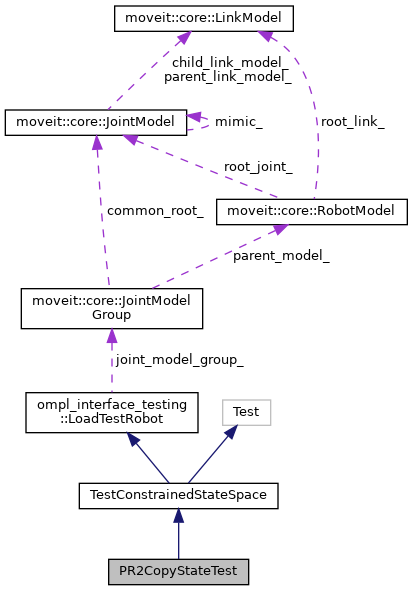 moveit::core::LinkModel
child_link_model_
parent_link_model_
moveit::core::JointModel
mimic_
root_link_
root_joint_
common_root_
moveit::core::RobotModel
parent_model_
moveit::core::JointModel
Group
joint_model_group_
ompl_interface_testing
::LoadTestRobot
Test
TestConstrainedStateSpace
PR2CopyStateTest